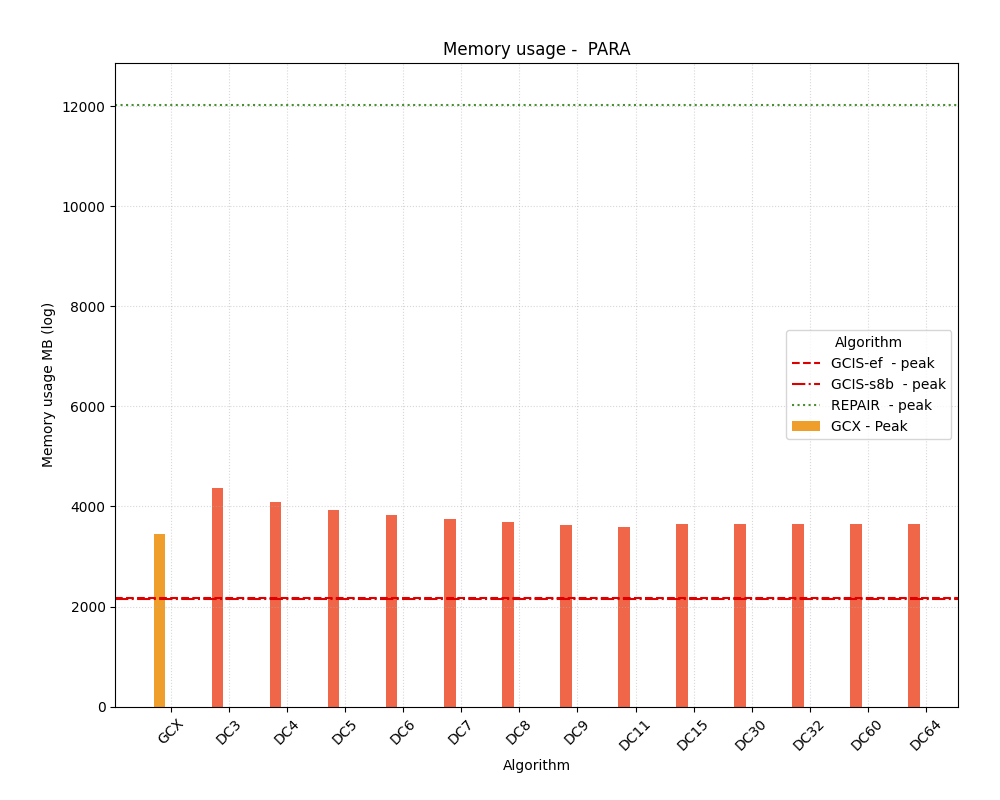 Memory usage -  PARA
12000
10000
8000
6000
4000
2000
0
Memory usage MB (log)
Algorithm
GCIS-ef  - peak
GCIS-s8b  - peak
REPAIR  - peak
GCX - Peak
GCX
DC3
DC4
DC5
DC6
DC7
DC8
DC9
DC11
DC15
DC30
DC32
DC60
DC64
Algorithm